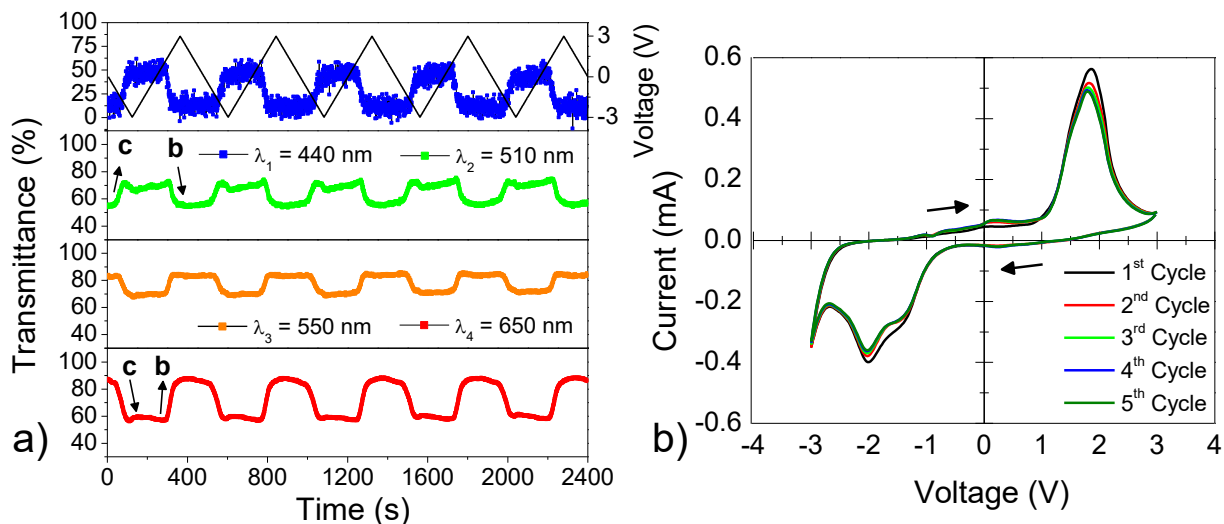 100
75
50
25
0
3
0
-3
Voltage (V)
100
80
60
40
c
b
λ1 = 440 nm
λ2 = 510 nm
100
80
60
40
λ3 = 550 nm
λ4 = 650 nm
100
80
60
40
c
b
0 400 800 1200 1600 2000 2400
Time (s)
Transmittance (%)
a)
0.6
0.4
0.2
0.0
-0.2
-0.4
-0.6
Current (mA)
1st Cycle
2nd Cycle
3rd Cycle
4th Cycle
5th Cycle
-4 -3 -2 -1 0 1 2 3 4
Voltage (V)
b)